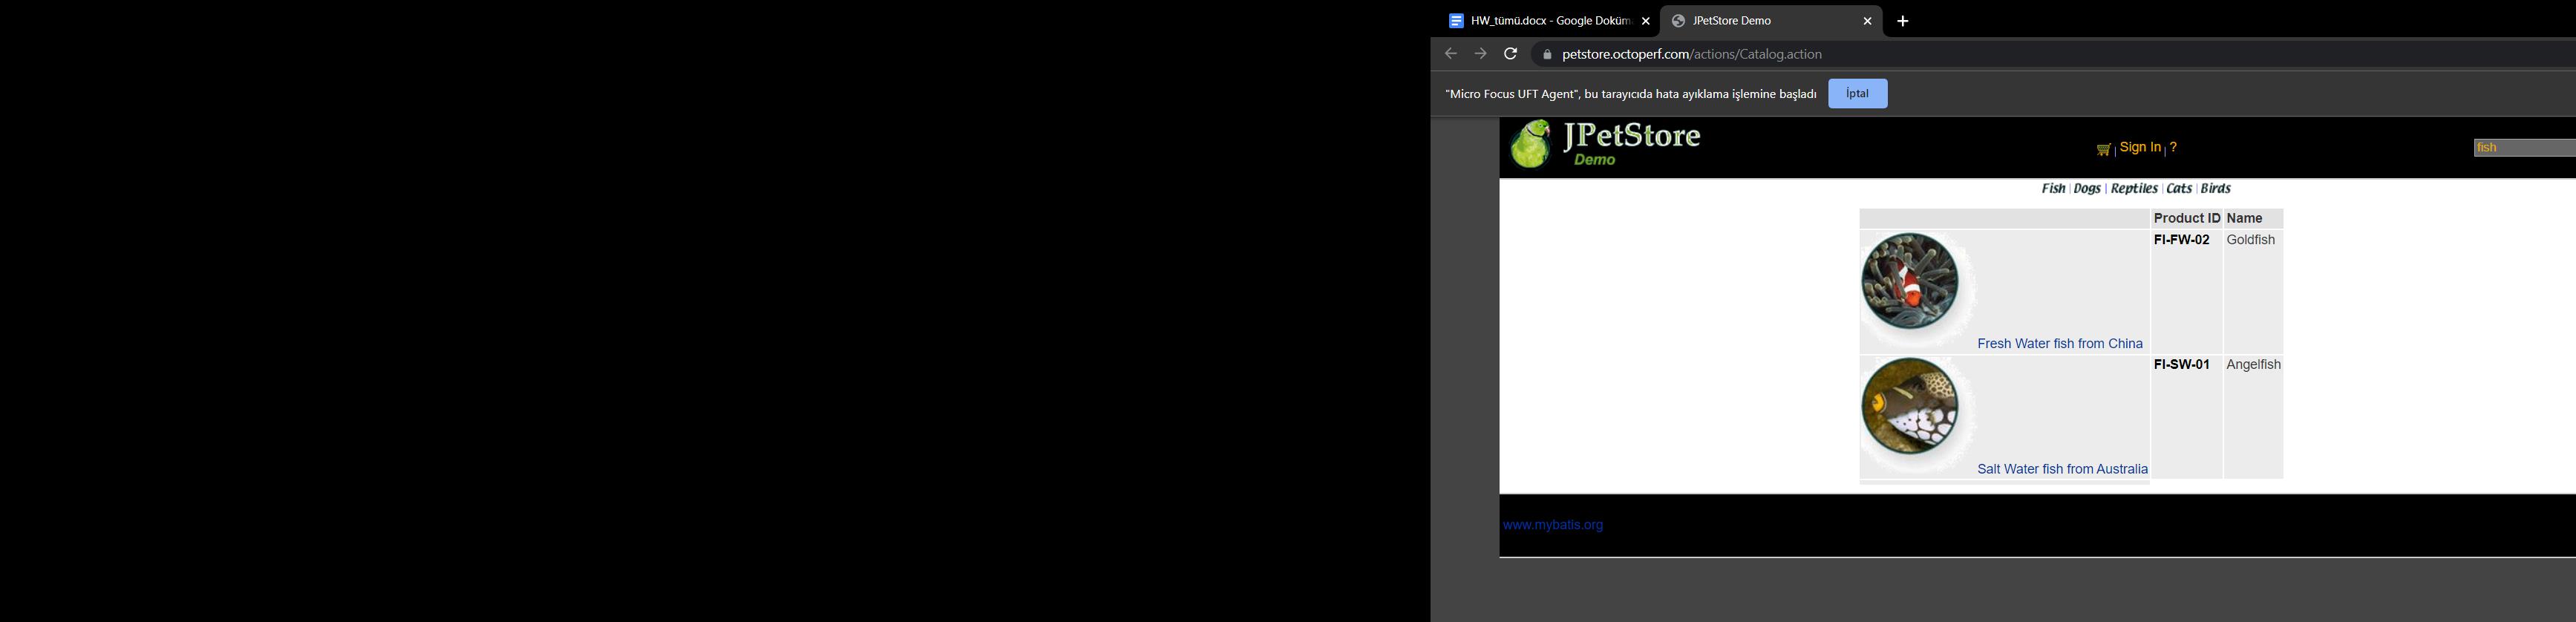 HW_tümü.docx - Google Doküm
JPetStore Demo
petstore.octoperf.com/actions/Catalog.action
"Micro Focus UFT Agent", bu tarayıcıda hata ayıklama işlemine başladı
İptal
JPetStore
Demo
| Sign In | ?
fish
Fish | Dogs | Reptiles | Cats | Birds
Product ID Name
FI-FW-02 Goldfish
Fresh Water fish from China
FI-SW-01 Angelfish
Salt Water fish from Australia
www.mybatis.org